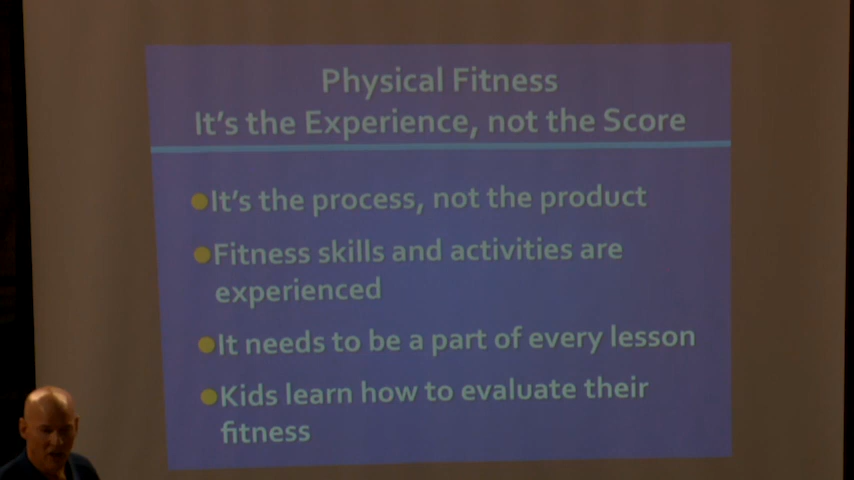 Physical Fitness
It's the Experience, not the Score
It's the process, not the product
Fitness skills and activities are
experienced
It needs to be a part of every lesson
Kids learn how to evaluate their
fitness